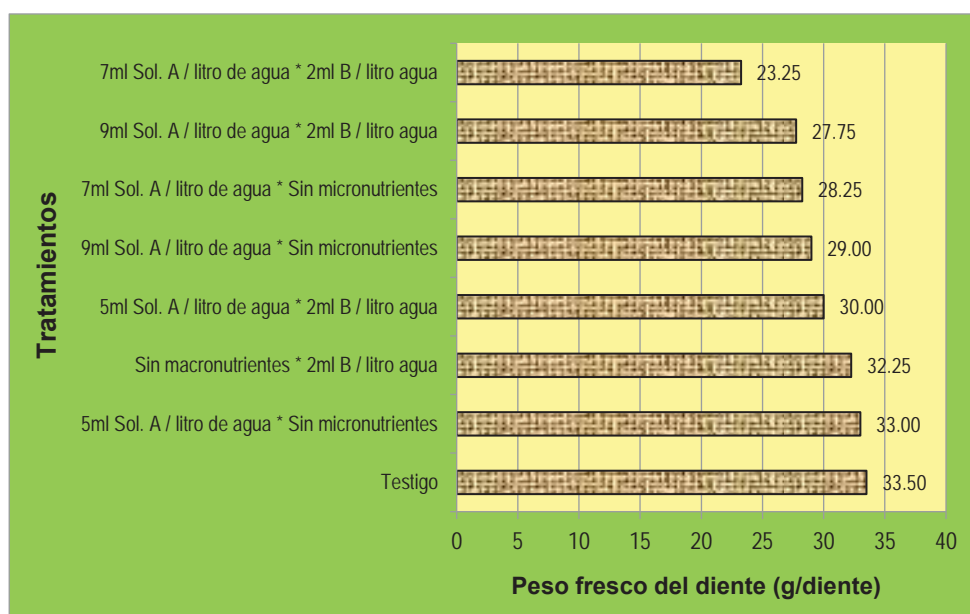 Tratamientos
7ml Sol. A / litro de agua * 2ml B / litro agua
23.25
9ml Sol. A / litro de agua * 2ml B / litro agua
27.75
7ml Sol. A / litro de agua * Sin micronutrientes
28.25
9ml Sol. A / litro de agua * Sin micronutrientes
29.00
5ml Sol. A / litro de agua * 2ml B / litro agua
30.00
Sin macronutrientes * 2ml B / litro agua
32.25
5ml Sol. A / litro de agua * Sin micronutrientes
33.00
Testigo
33.50
0 5 10 15 20 25 30 35 40
Peso fresco del diente (g/diente)